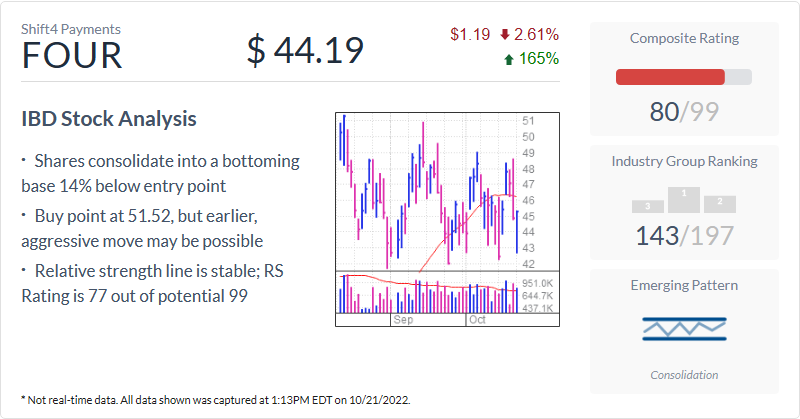 Shift4 Payments
FOUR
$ 44.19
$1.19 2.61%
165%
IBD Stock Analysis
· Shares consolidate into a bottoming
base 14% below entry point
· Buy point at 51.52, but earlier,
aggressive move may be possible
· Relative strength line is stable; RS
Rating is 77 out of potential 99
51
50
49
48
47
46
45
44
43
42
951.0K
644.7K
437.1K
Sep Oct
Composite Rating
80/99
Industry Group Ranking
3 1 2
143/197
Emerging Pattern
Consolidation
* Not real-time data. All data shown was captured at 1:13PM EDT on 10/21/2022.